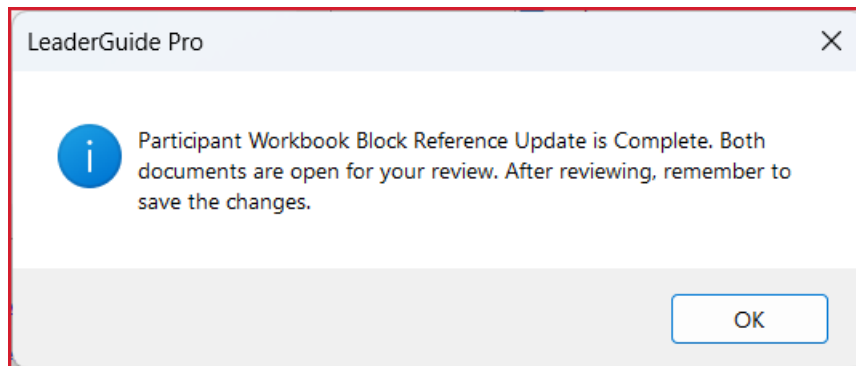 LeaderGuide Pro
Participant Workbook Block Reference Update is Complete. Both
documents are open for your review. After reviewing, remember to
save the changes.
OK